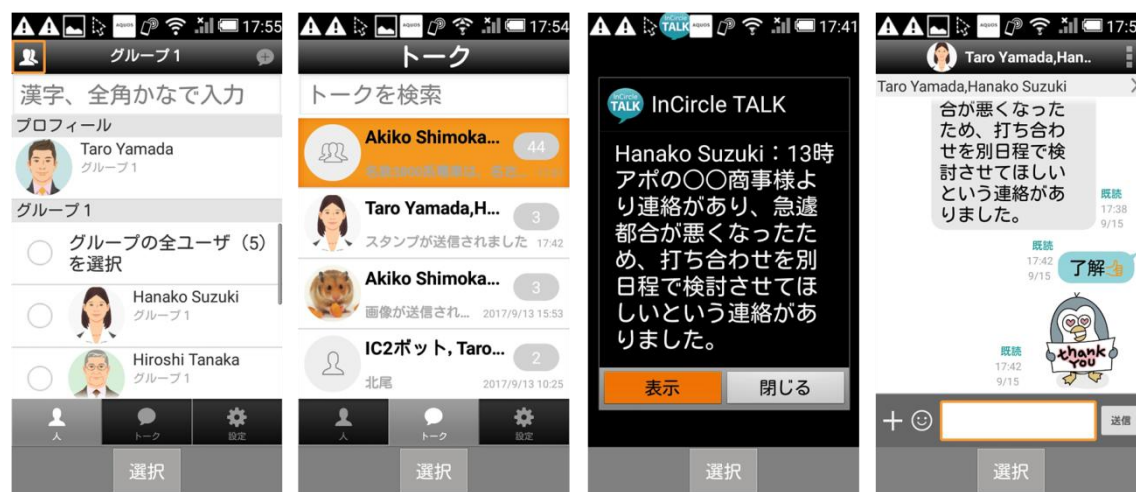 17:55
グループ1
漢字、全角かなで入力
プロフィール
Taro Yamada
グループ1
グループ1
グループの全ユーザ（5）
を選択
Hanako Suzuki
グループ1
Hiroshi Tanaka
グループ1
人
トーク
設定
選択
AQUOS
17:54
トーク
トークを検索
Akiko Shimoka...
44
Taro Yamada,H...
3
スタンプが送信されました 17:42
Akiko Shimoka...
3
画像が送信され... 2017/9/13 15:53
IC2ボット, Taro...
2
北尾
2017/9/13 10:25
人
トーク
設定
選択
TALK
AQUOS
17:41
InCircle
TALK
InCircle TALK
Hanako Suzuki：13時
アポの〇〇商事様よ
り連絡があり、急遽
都合が悪くなったた
め、打ち合わせを別
日程で検討させてほ
しいという連絡があ
りました。
表示
閉じる
選択
AQUOS
17:5
Taro Yamada,Han..
Taro Yamada,Hanako Suzuki
合が悪くなった
ため、打ち合わ
せを別日程で検
討させてほしい
という連絡があ
りました。
既読
17:38
9/15
既読
17:42
9/15
了解
thank
YOU
既読
17:42
9/15
送信
選択